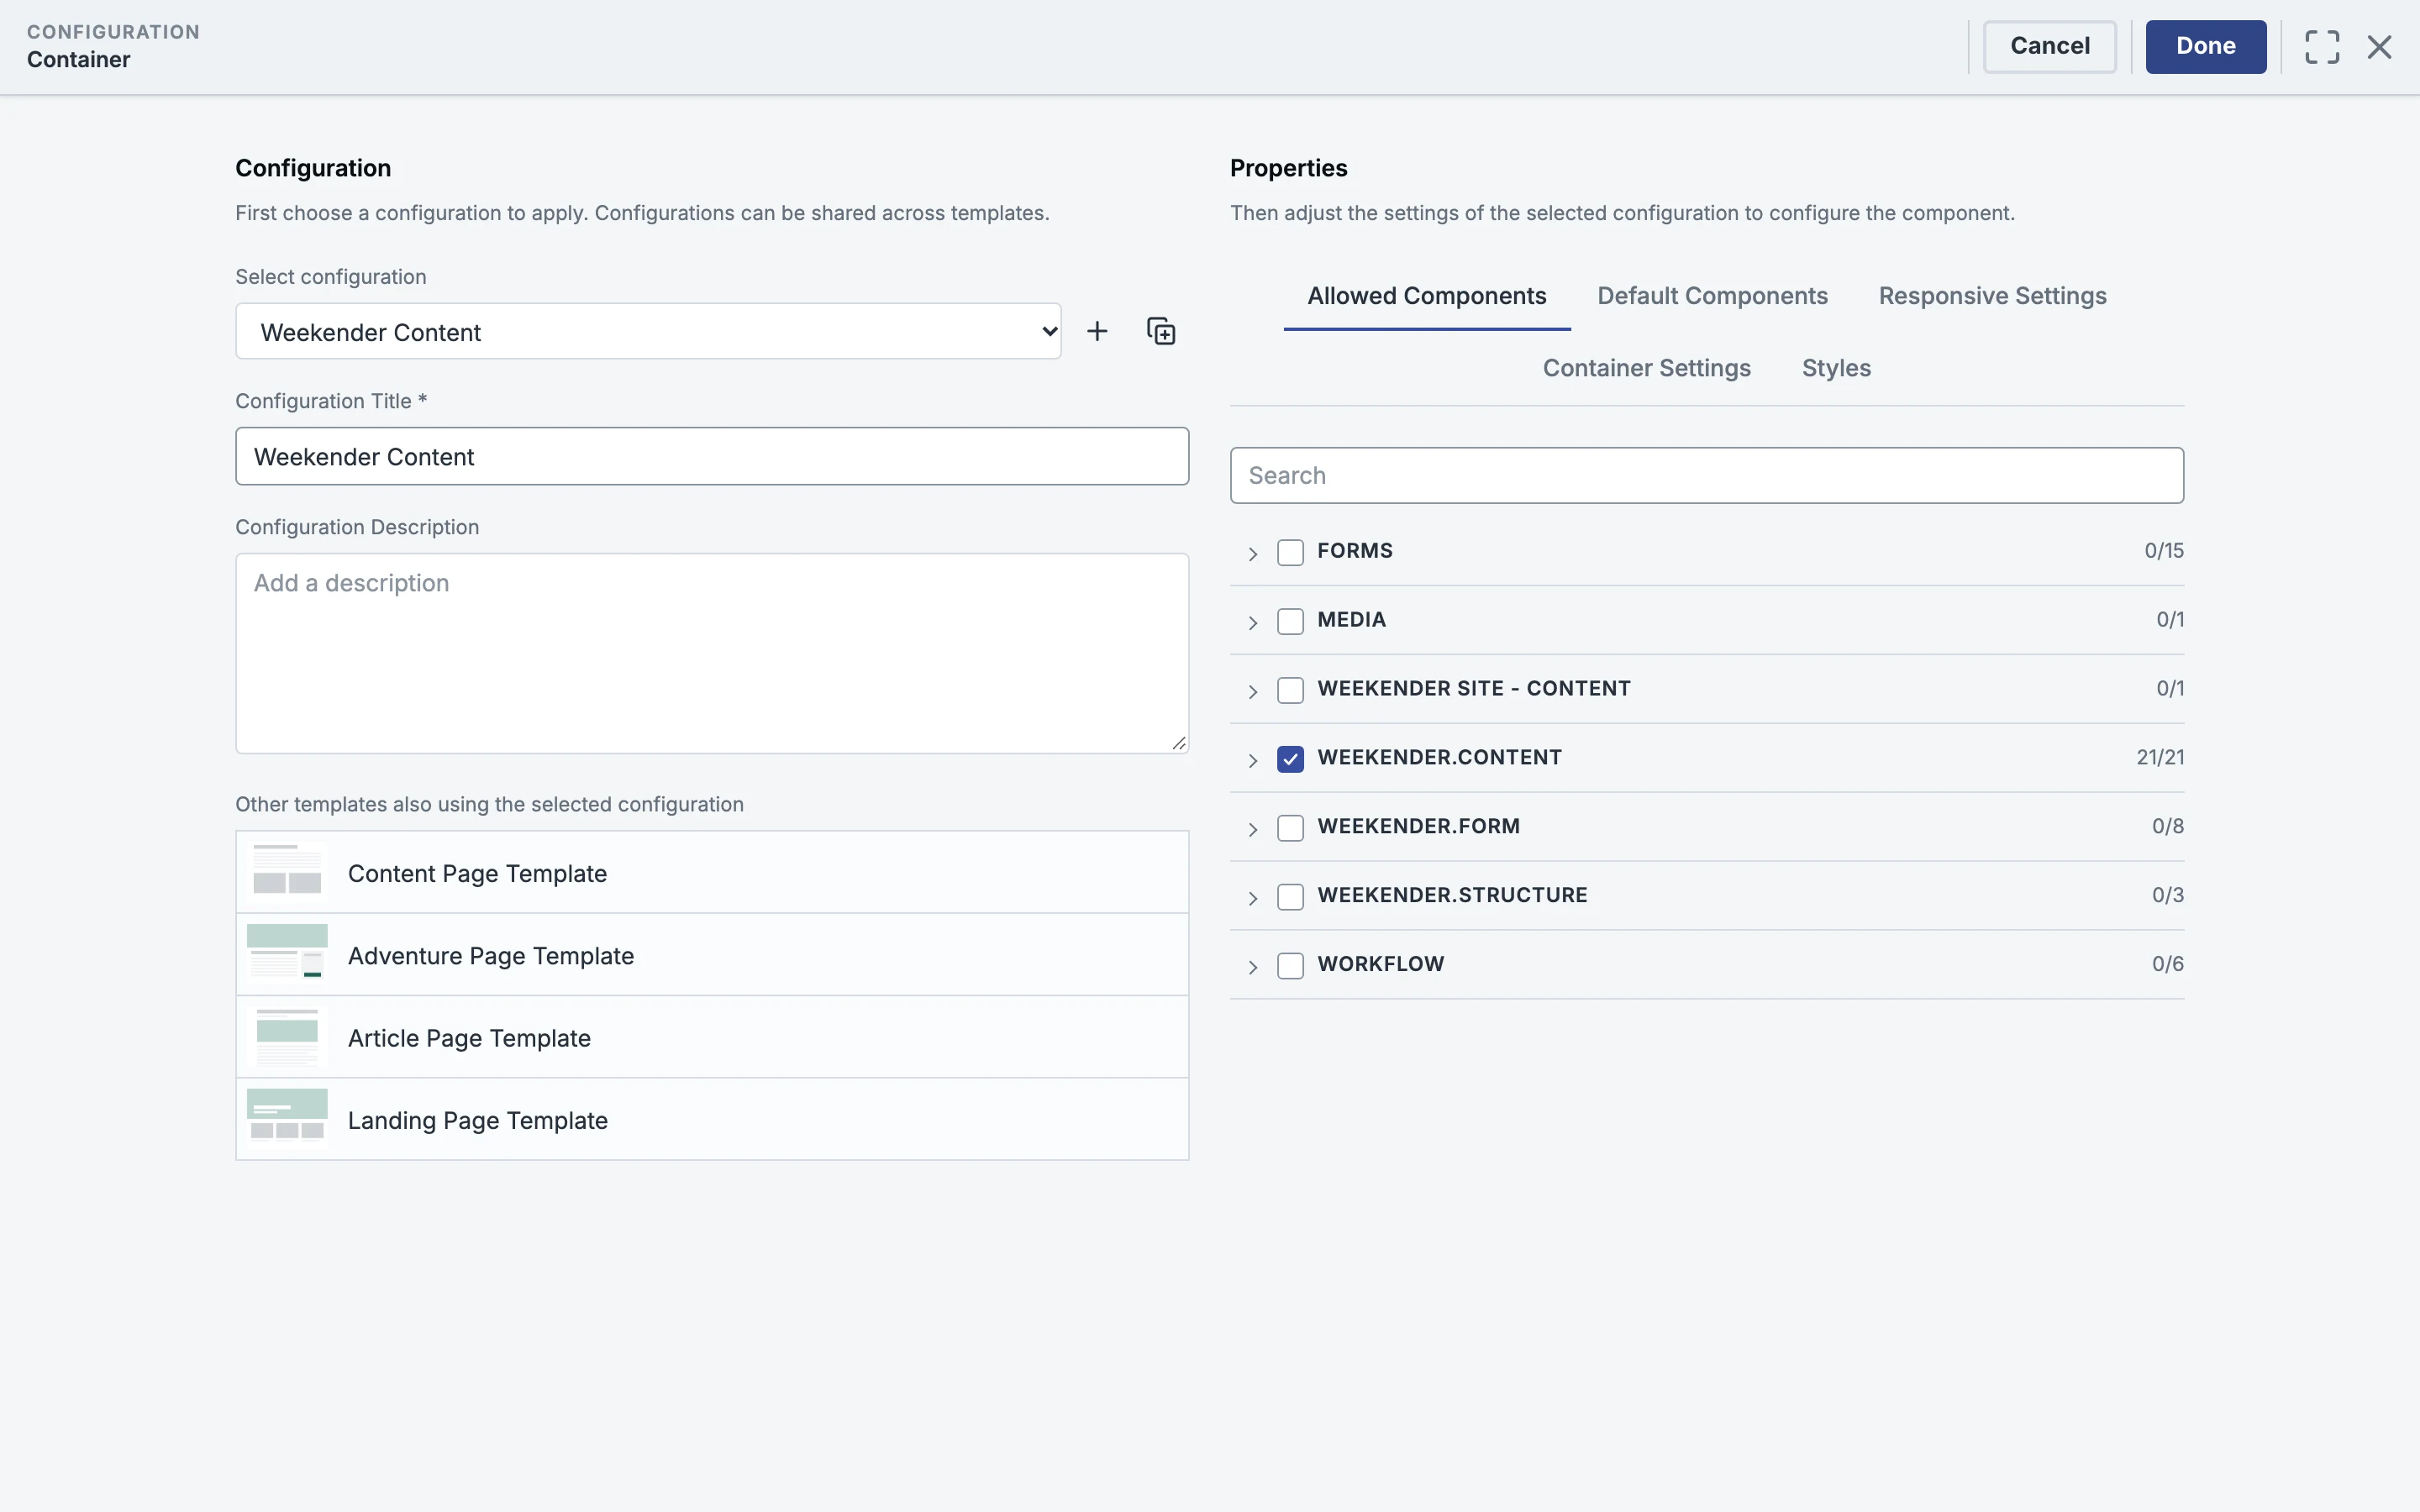 CONFIGURATION
Container
Cancel
Done
Configuration
First choose a configuration to apply. Configurations can be shared across templates.
Select configuration
Weekender Content
Configuration Title *
Weekender Content
Configuration Description
Add a description
Other templates also using the selected configuration
Content Page Template
Adventure Page Template
Article Page Template
Landing Page Template
Properties
Then adjust the settings of the selected configuration to configure the component.
Allowed Components Default Components Responsive Settings
Container Settings Styles
Search
FORMS 0/15
MEDIA 0/1
WEEKENDER SITE - CONTENT 0/1
WEEKENDER.CONTENT 21/21
WEEKENDER.FORM 0/8
WEEKENDER.STRUCTURE 0/3
WORKFLOW 0/6